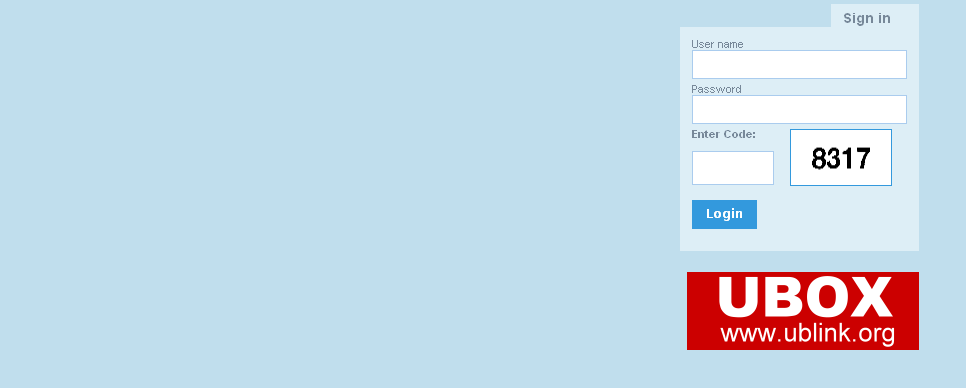 Sign in
User name
Password
Enter Code:
8317
Login
UBOX
www.ublink.org